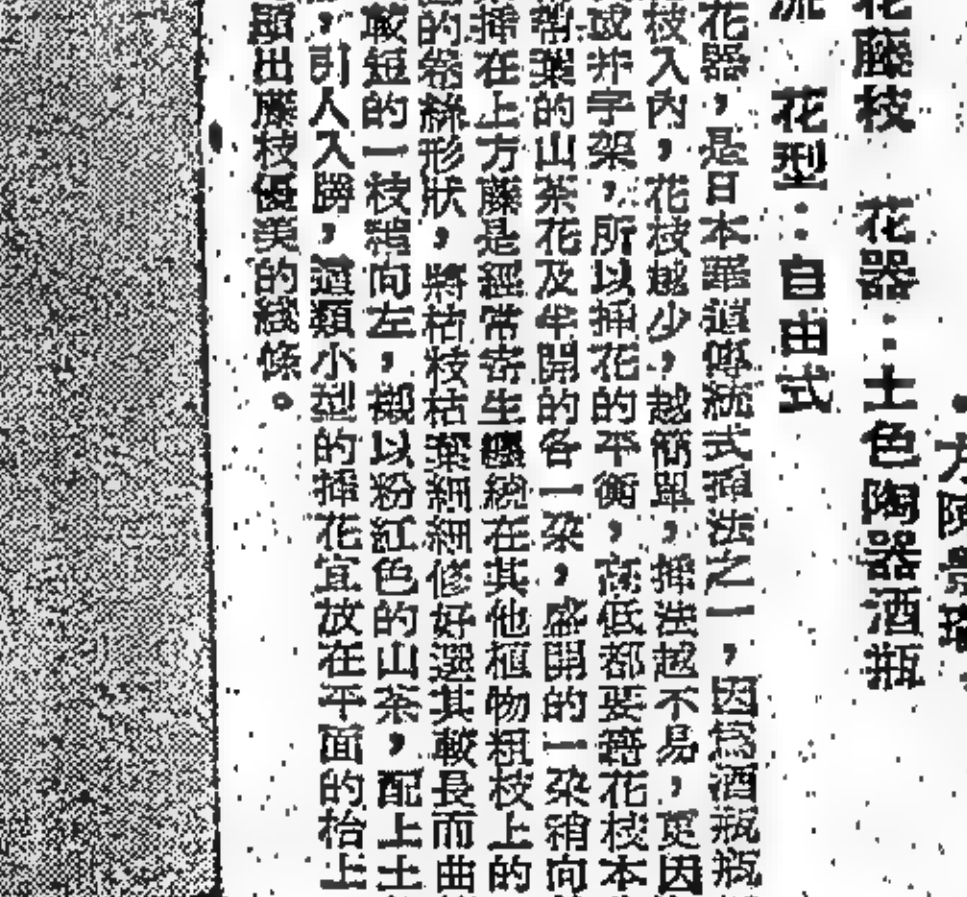 方陳景
花藤枝　花器：土色陶器酒瓶
流　花型：自由式
花器，是日本華道傳統式插法之一，因為酒瓶瓶
枝入內，花枝越少，越簡單，插法越不易，更因
或井字架，所以插花的平衡，高低都要靠花枝本
帶葉的山茶花及半開的各一朵，盛開的一朵稍向
插在上方藤是經常寄生纏繞在其他植物粗枝上的
的卷絲形狀，將枯枝枯葉細細修好選其較長而曲
較短的一枝稍向左，襯以粉紅色的山茶，配上土
，引人入勝，這類小型的插花宜放在平面的枱上
顯出藤枝優美的綫條。